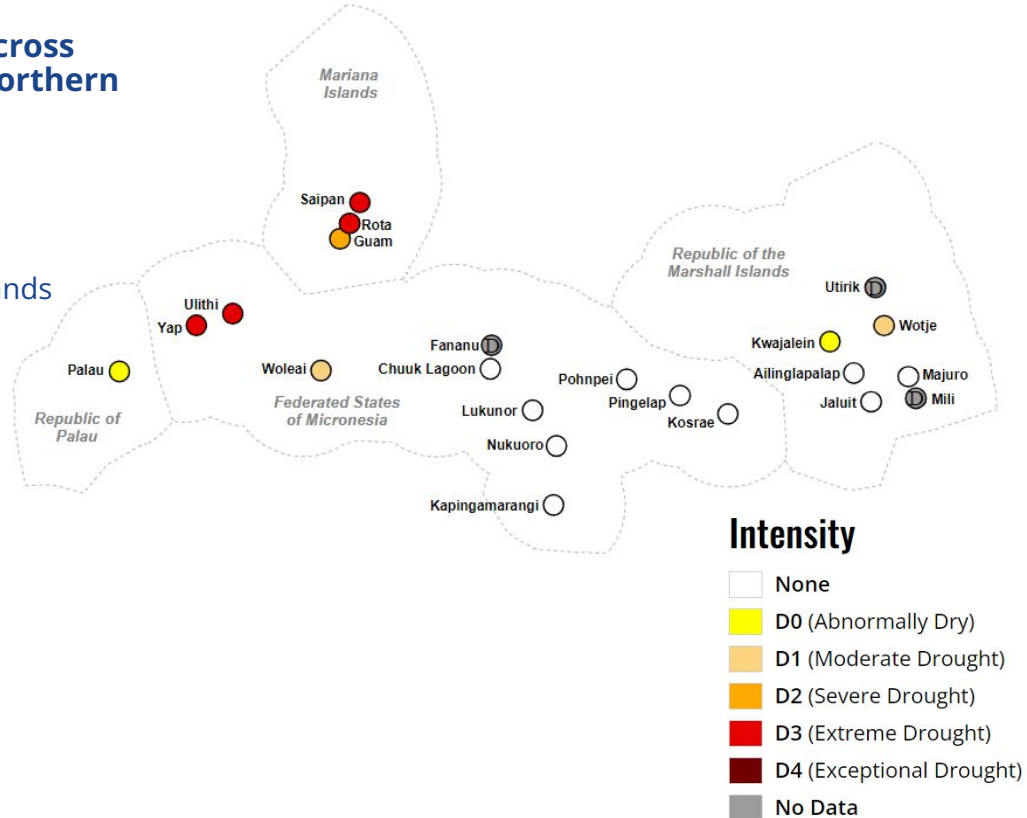 cross
orthern
Mariana
Islands
Saipan
Rota
Guam
ands
Republic of the
Marshall Islands
Utirik D
Ulithi
Yap
Wotje
Fananu D
Kwajalein
Palau
Woleai
Chuuk Lagoon
Ailinglapalap
Majuro
Pohnpei
Pingelap
Jaluit
D Mili
Federated States
of Micronesia
Lukunor
Kosrae
Republic of
Palau
Nukuoro
Kapingamarangi
Intensity
None
D0 (Abnormally Dry)
D1 (Moderate Drought)
D2 (Severe Drought)
D3 (Extreme Drought)
D4 (Exceptional Drought)
No Data